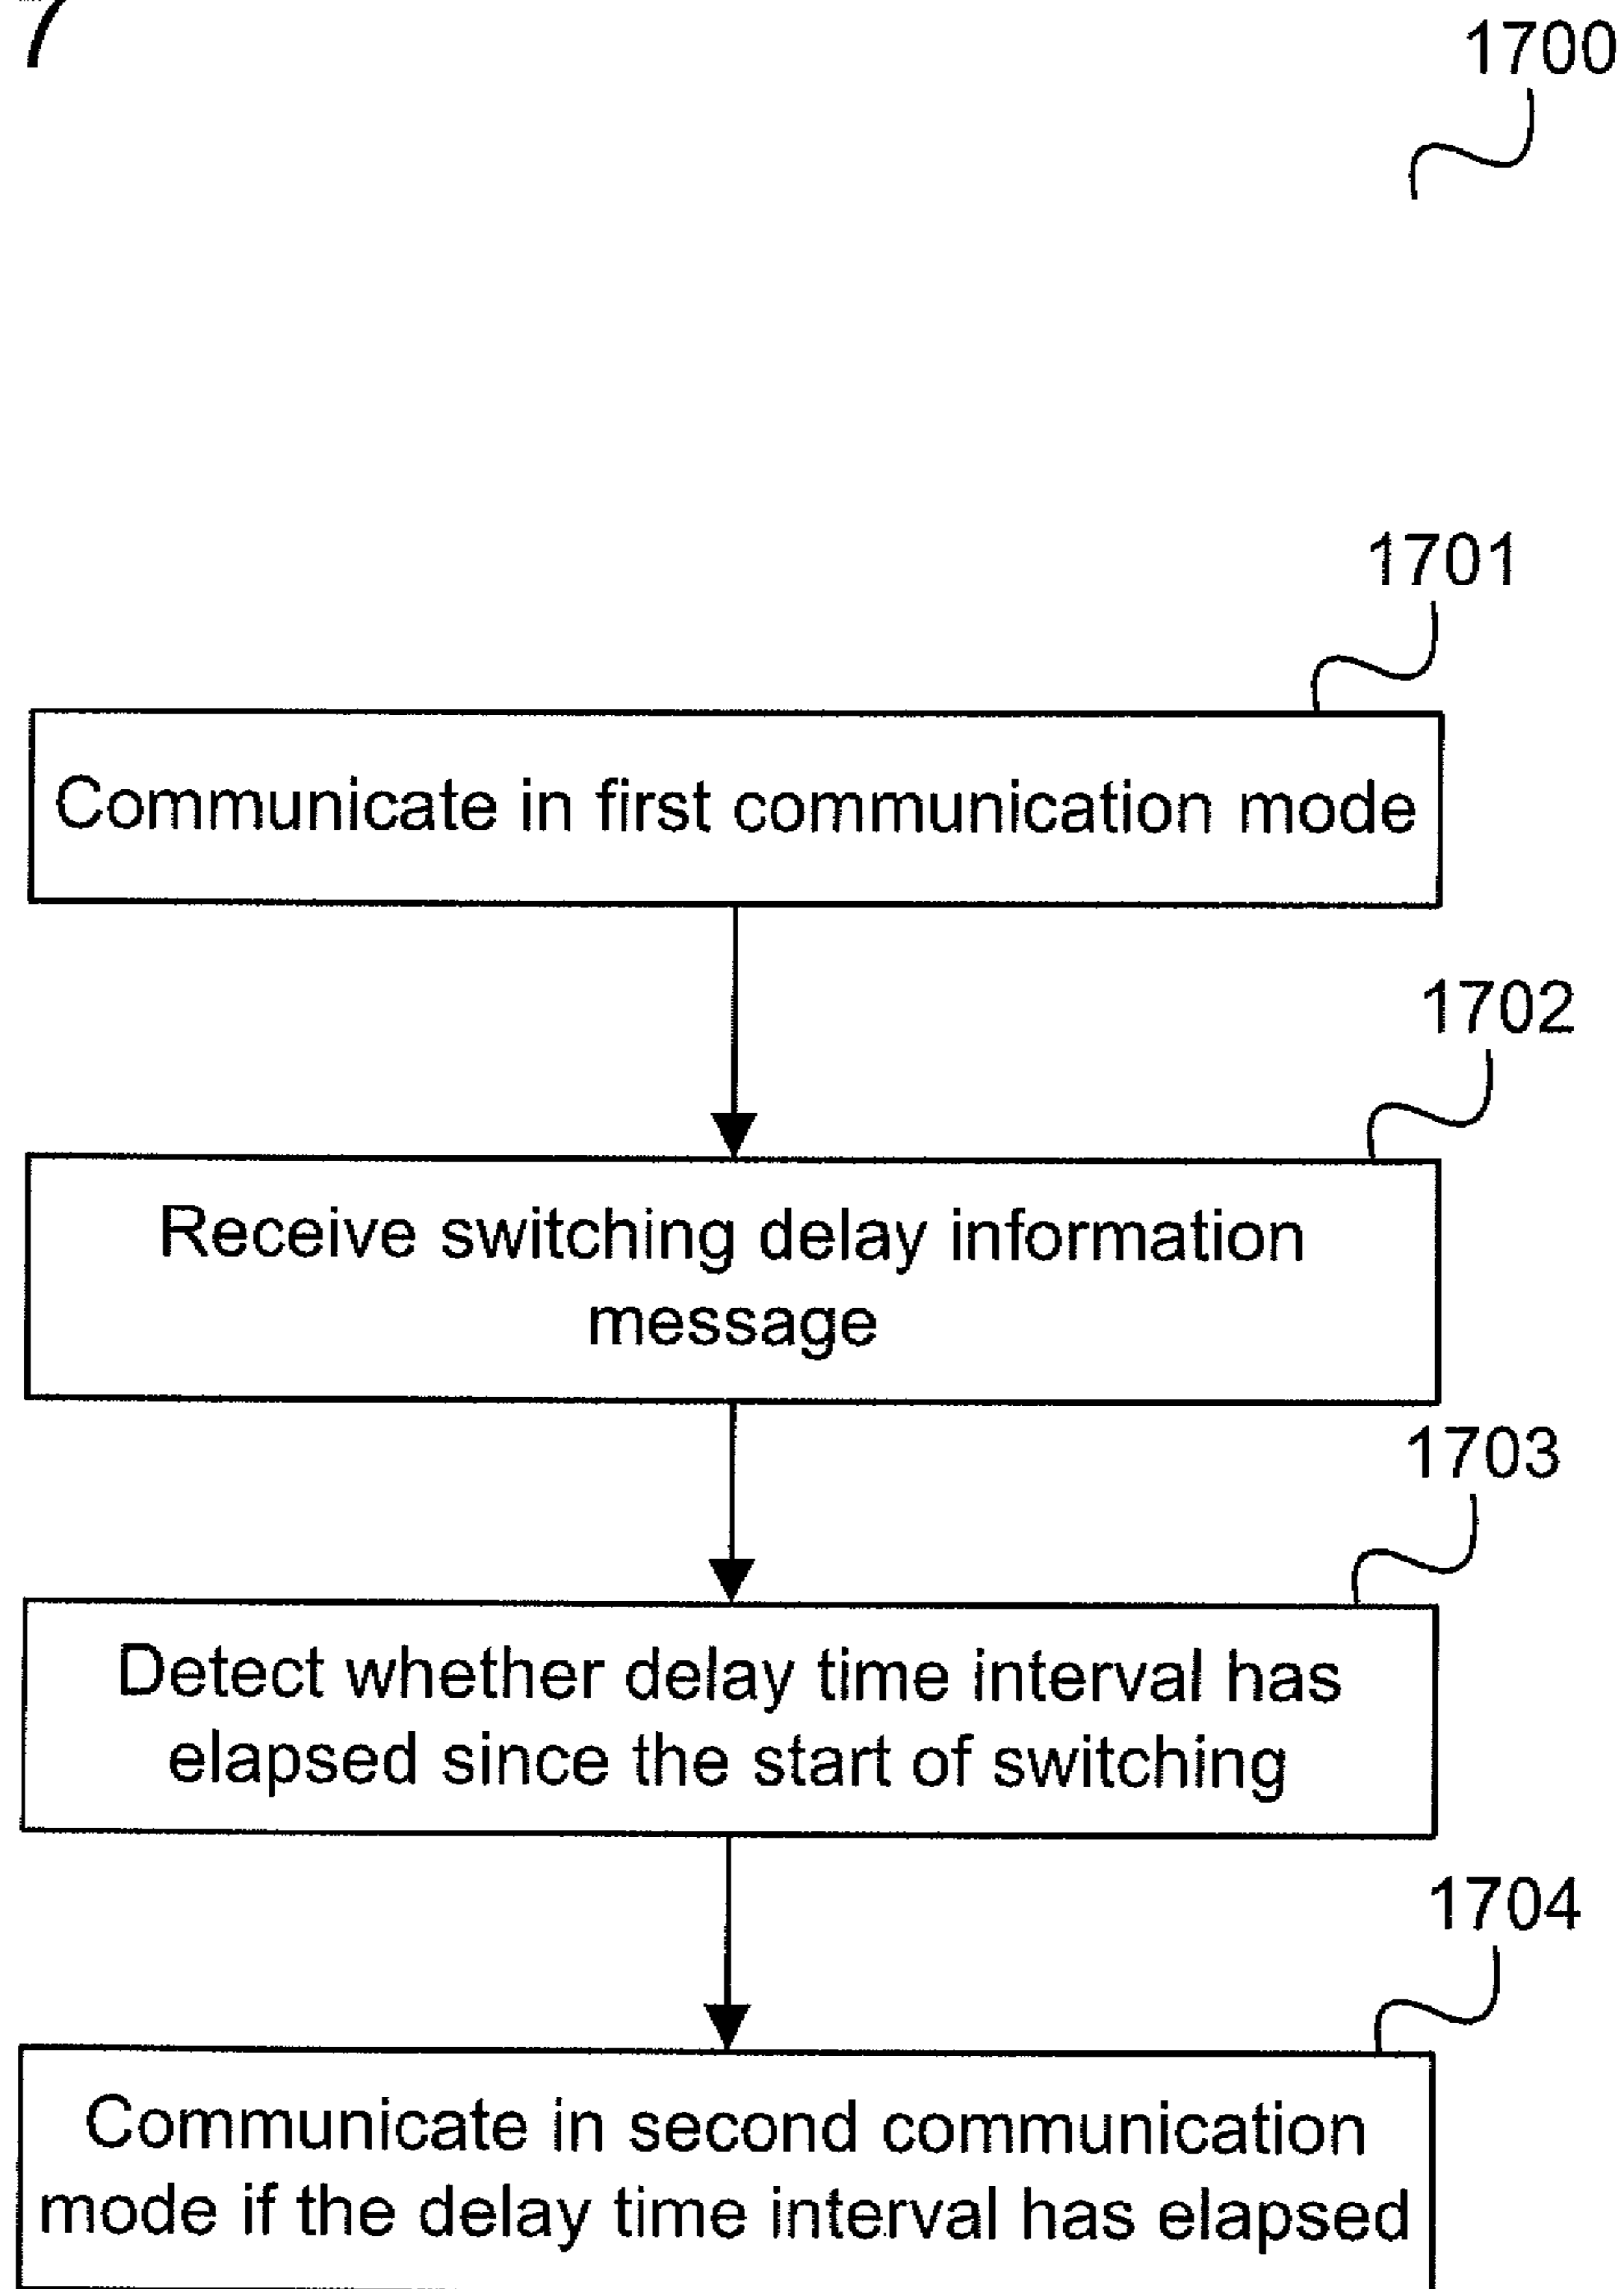 7
1700
1701
Communicate in first communication mode
1702
Receive switching delay information
message
1703
Detect whether delay time interval has
elapsed since the start of switching
1704
Communicate in second communication
mode if the delay time interval has elapsed